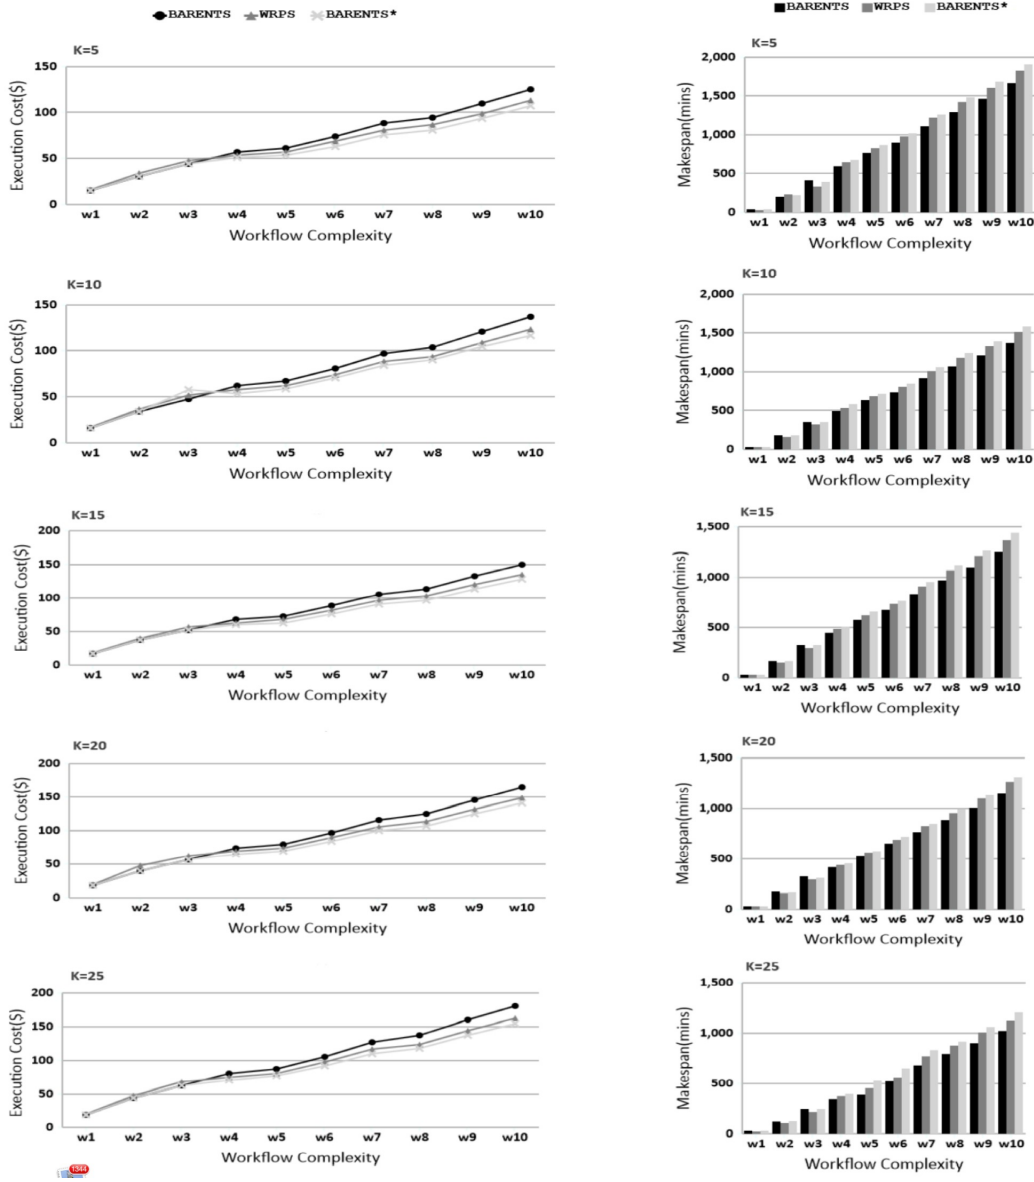 BARENTS WRPS BARENTS*
K=5
150
100
50
0
Execution Cost($)
w1 w2 w3 w4 w5 w6 w7 w8 w9 w10
Workflow Complexity
K=10
150
100
50
0
Execution Cost($)
w1 w2 w3 w4 w5 w6 w7 w8 w9 w10
Workflow Complexity
K=15
200
150
100
50
0
Execution Cost($)
w1 w2 w3 w4 w5 w6 w7 w8 w9 w10
Workflow Complexity
K=20
200
150
100
50
0
Execution Cost($)
w1 w2 w3 w4 w5 w6 w7 w8 w9 w10
Workflow Complexity
K=25
200
150
100
50
0
Execution Cost($)
w1 w2 w3 w4 w5 w6 w7 w8 w9 w10
Workflow Complexity
1344
BARENTS WRPS BARENTS*
K=5
2,000
1,500
1,000
500
0
Makespan(mins)
w1 w2 w3 w4 w5 w6 w7 w8 w9 w10
Workflow Complexity
K=10
2,000
1,500
1,000
500
0
Makespan(mins)
w1 w2 w3 w4 w5 w6 w7 w8 w9 w10
Workflow Complexity
K=15
1,500
1,000
500
0
Makespan(mins)
w1 w2 w3 w4 w5 w6 w7 w8 w9 w10
Workflow Complexity
K=20
1,500
1,000
500
0
Makespan(mins)
w1 w2 w3 w4 w5 w6 w7 w8 w9 w10
Workflow Complexity
K=25
1,500
1,000
500
0
Makespan(mins)
w1 w2 w3 w4 w5 w6 w7 w8 w9 w10
Workflow Complexity